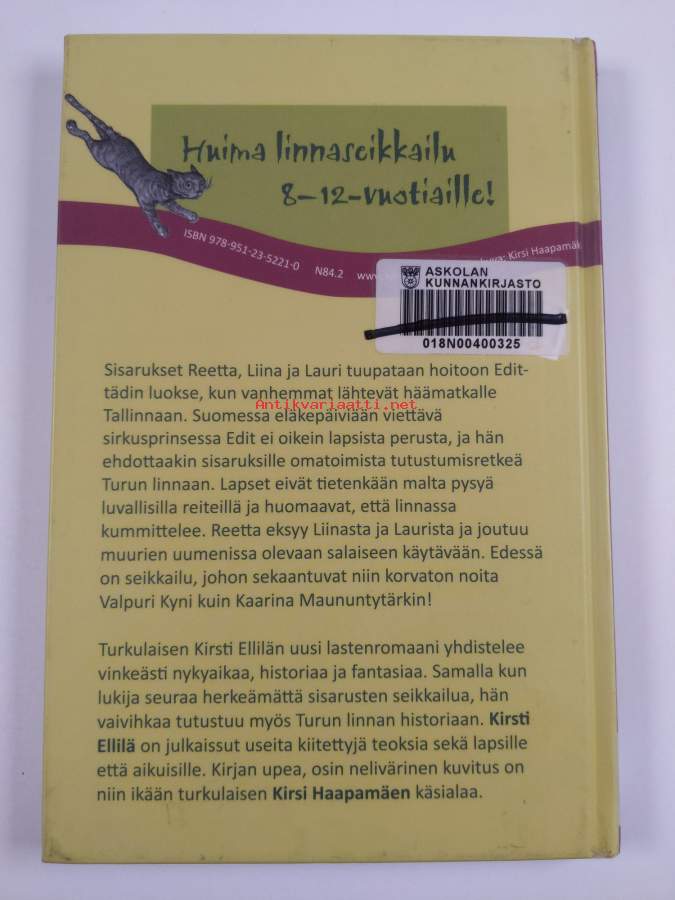 Huima linnaseikkailu
8–12-vuotiaille!
ISBN 978-951-23-5221-0 N84.2 www. kuva: Kirsi Haapamäki
ASKOLAN
KUNNANKIRJASTO
018N00400325
Sisarukset Reetta, Liina ja Lauri tuupataan hoitoon Edit-
tädin luokse, kun vanhemmat lähtevät häämatkalle
Tallinnaan. Suomessa eläkepäiviään viettävä
Antikvariaatti.net
sirkusprinsessa Edit ei oikein lapsista perusta, ja hän
ehdottaakin sisaruksille omatoimista tutustumisretkeä
Turun linnaan. Lapset eivät tietenkään malta pysyä
luvallisilla reiteillä ja huomaavat, että linnassa
kummittelee. Reetta eksyy Liinasta ja Laurista ja joutuu
muurien uumenissa olevaan salaiseen käytävään. Edessä
on seikkailu, johon sekaantuvat niin korvaton noita
Valpuri Kyni kuin Kaarina Maununtytärkin!
Turkulaisen Kirsti Ellilän uusi lastenromaani yhdistelee
vinkeästi nykyaikaa, historiaa ja fantasiaa. Samalla kun
lukija seuraa herkeämättä sisarusten seikkailua, hän
vaivihkaa tutustuu myös Turun linnan historiaan. Kirsti
Ellilä on julkaissut useita kiitettyjä teoksia sekä lapsille
että aikuisille. Kirjan upea, osin nelivärinen kuvitus on
niin ikään turkulaisen Kirsi Haapamäen käsialaa.